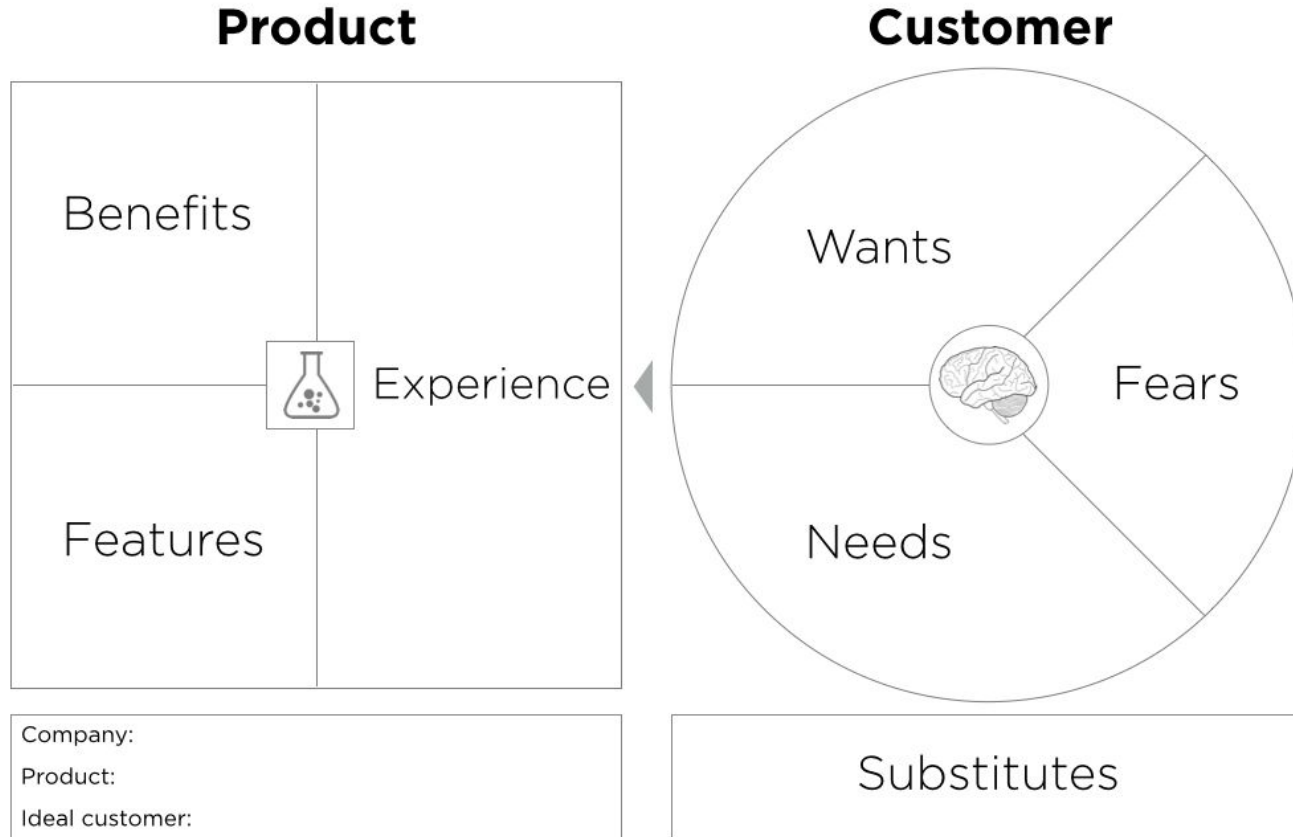 Product
Customer
Benefits
Experience
Features
Wants
Fears
Needs
Company:
Product:
Ideal customer:
Substitutes